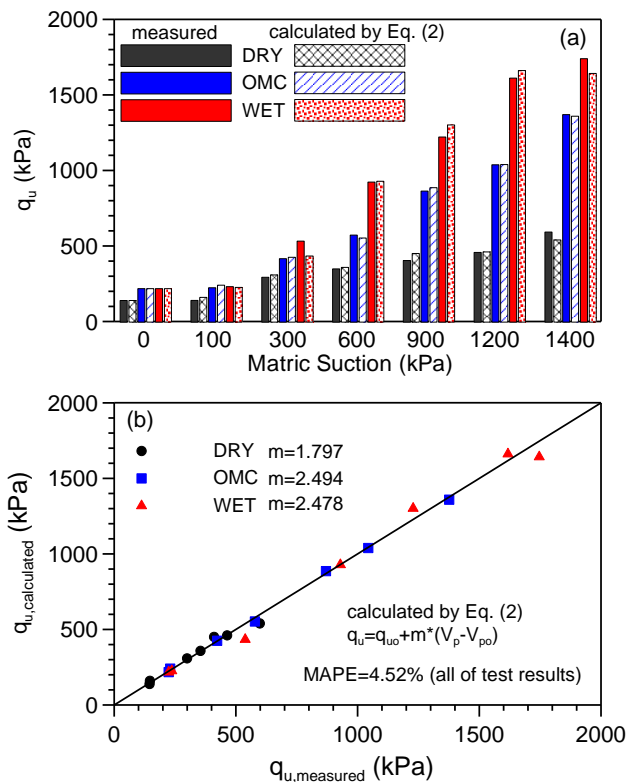 measured calculated by Eq. (2) (a)
DRY
OMC
WET
2000
1500
1000
500
0
q_u (kPa)
0 100 300 600 900 1200 1400
Matric Suction (kPa)
(b)
DRY m=1.797
OMC m=2.494
WET m=2.478
2000
1500
1000
500
0
q_u,calculated (kPa)
calculated by Eq. (2)
q_u=q_uo+m*(V_p-V_po)
MAPE=4.52% (all of test results)
0 500 1000 1500 2000
q_u,measured (kPa)